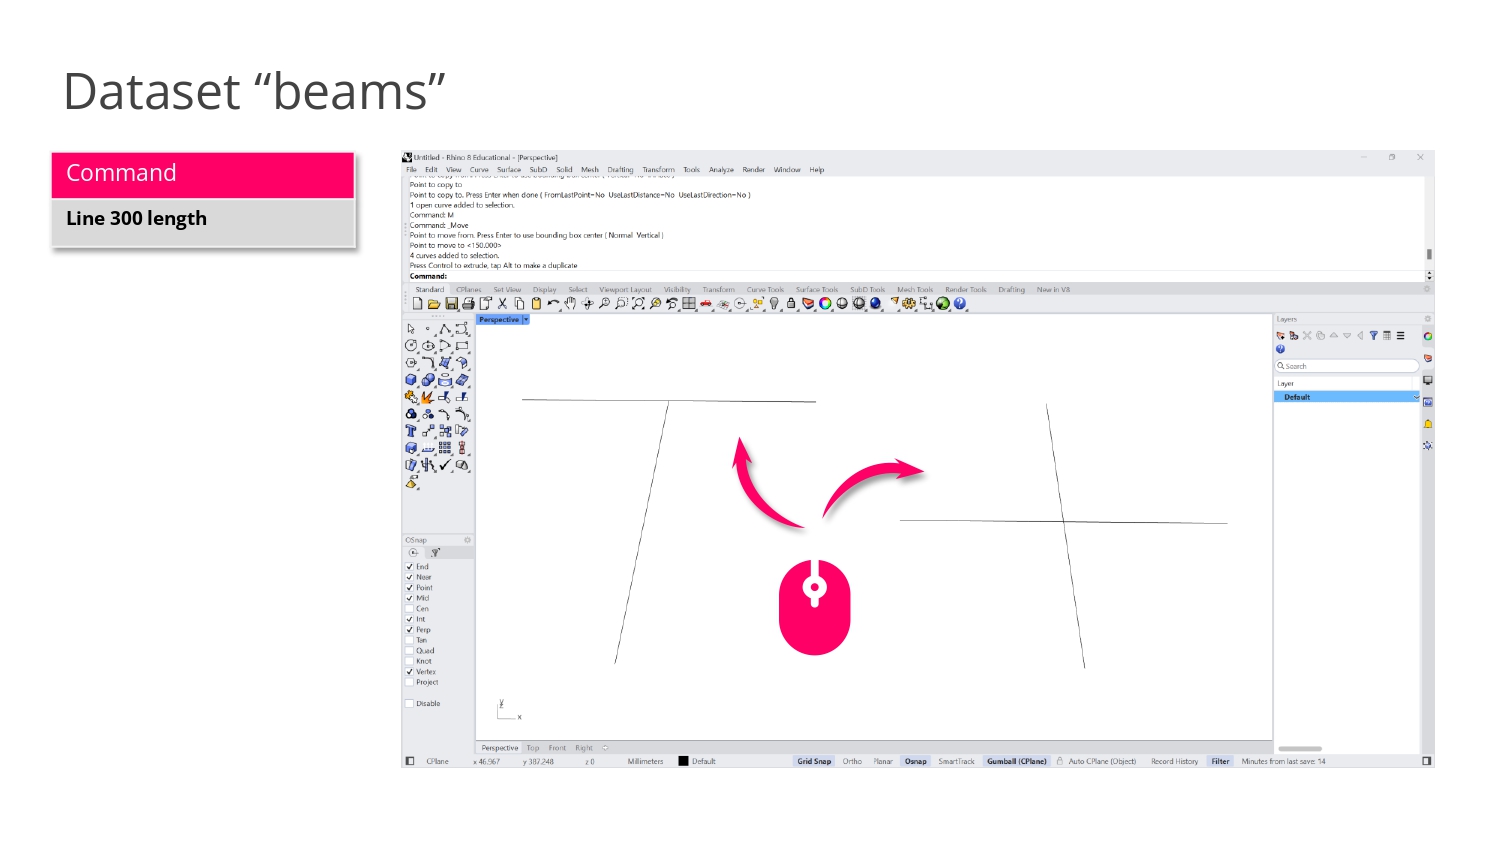 Dataset “beams”
Command
Line 300 length
Untitled - Rhino 8 Educational - [Perspective]
File Edit View Curve Surface SubD Solid Mesh Drafting Transform Tools Analyze Render Window Help
Point to copy to
Point to copy to. Press Enter when done ( FromLastPoint=No UseLastDistance=No UseLastDirection=No )
1 open curve added to selection.
Command: M
Command: _Move
Point to move from. Press Enter to use bounding box center ( Normal Vertical )
Point to move to <150.000>
4 curves added to selection.
Press Control to extrude, tap Alt to make a duplicate
Command:
Standard CPlanes Set View Display Select Viewport Layout Visibility Transform Curve Tools Surface Tools Solid Tools SubD Tools Mesh Tools Render Tools Drafting New in V8
Perspective
Layers
Search
Layer
Default
OSnap
End
Near
Point
Mid
Cen
Int
Perp
Tan
Quad
Knot
Vertex
Project
Disable
y
z
x
Perspective Top Front Right
CPlane x 46.967 y 387.248 z 0 Millimeters Default Grid Snap Ortho Planar Osnap SmartTrack Gumball (CPlane) Auto CPlane (Object) Record History Filter Minutes from last save: 14